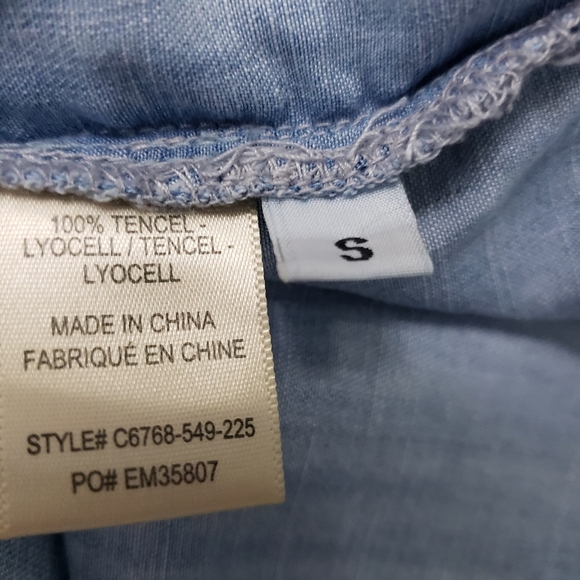 100% TENCEL -
LYOCELL / TENCEL -
LYOCELL
MADE IN CHINA
FABRIQUÉ EN CHINE
STYLE# C6768-549-225
PO# EM35807
S